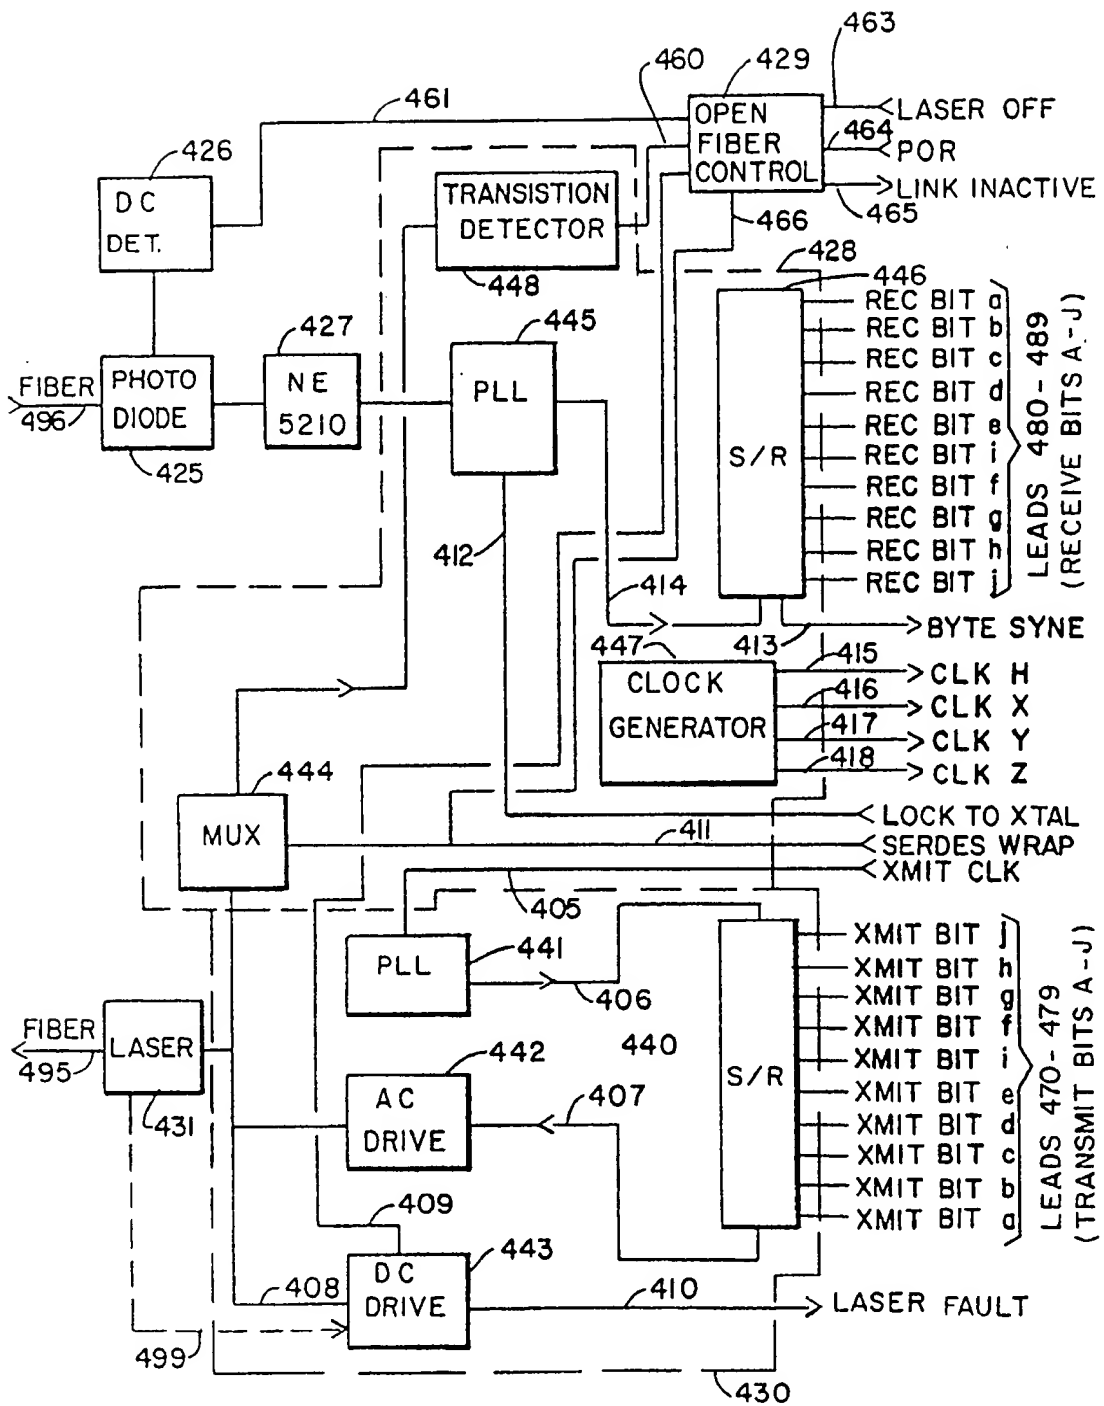 463
460
429
461
OPEN
FIBER
CONTROL
LASER OFF
464
POR
LINK INACTIVE
465
426
DC
DET.
TRANSISTION
DETECTOR
448
466
428
446
427
445
FIBER
496
PHOTO
DIODE
425
NE
5210
PLL
S/R
REC BIT a
REC BIT b
REC BIT c
REC BIT d
REC BIT e
REC BIT i
REC BIT f
REC BIT g
REC BIT h
REC BIT j
LEADS 480-489
(RECEIVE BITS A-J)
412
414
413
BYTE SYNE
447
CLOCK
GENERATOR
415
CLK H
416
CLK X
417
CLK Y
418
CLK Z
444
MUX
LOCK TO XTAL
411
SERDES WRAP
XMIT CLK
405
PLL
441
406
440
S/R
XMIT BIT j
XMIT BIT h
XMIT BIT g
XMIT BIT f
XMIT BIT i
XMIT BIT e
XMIT BIT d
XMIT BIT c
XMIT BIT b
XMIT BIT a
LEADS 470-479
(TRANSMIT BITS A-J)
FIBER
495
LASER
431
442
AC
DRIVE
407
409
443
DC
DRIVE
408
410
LASER FAULT
499
430